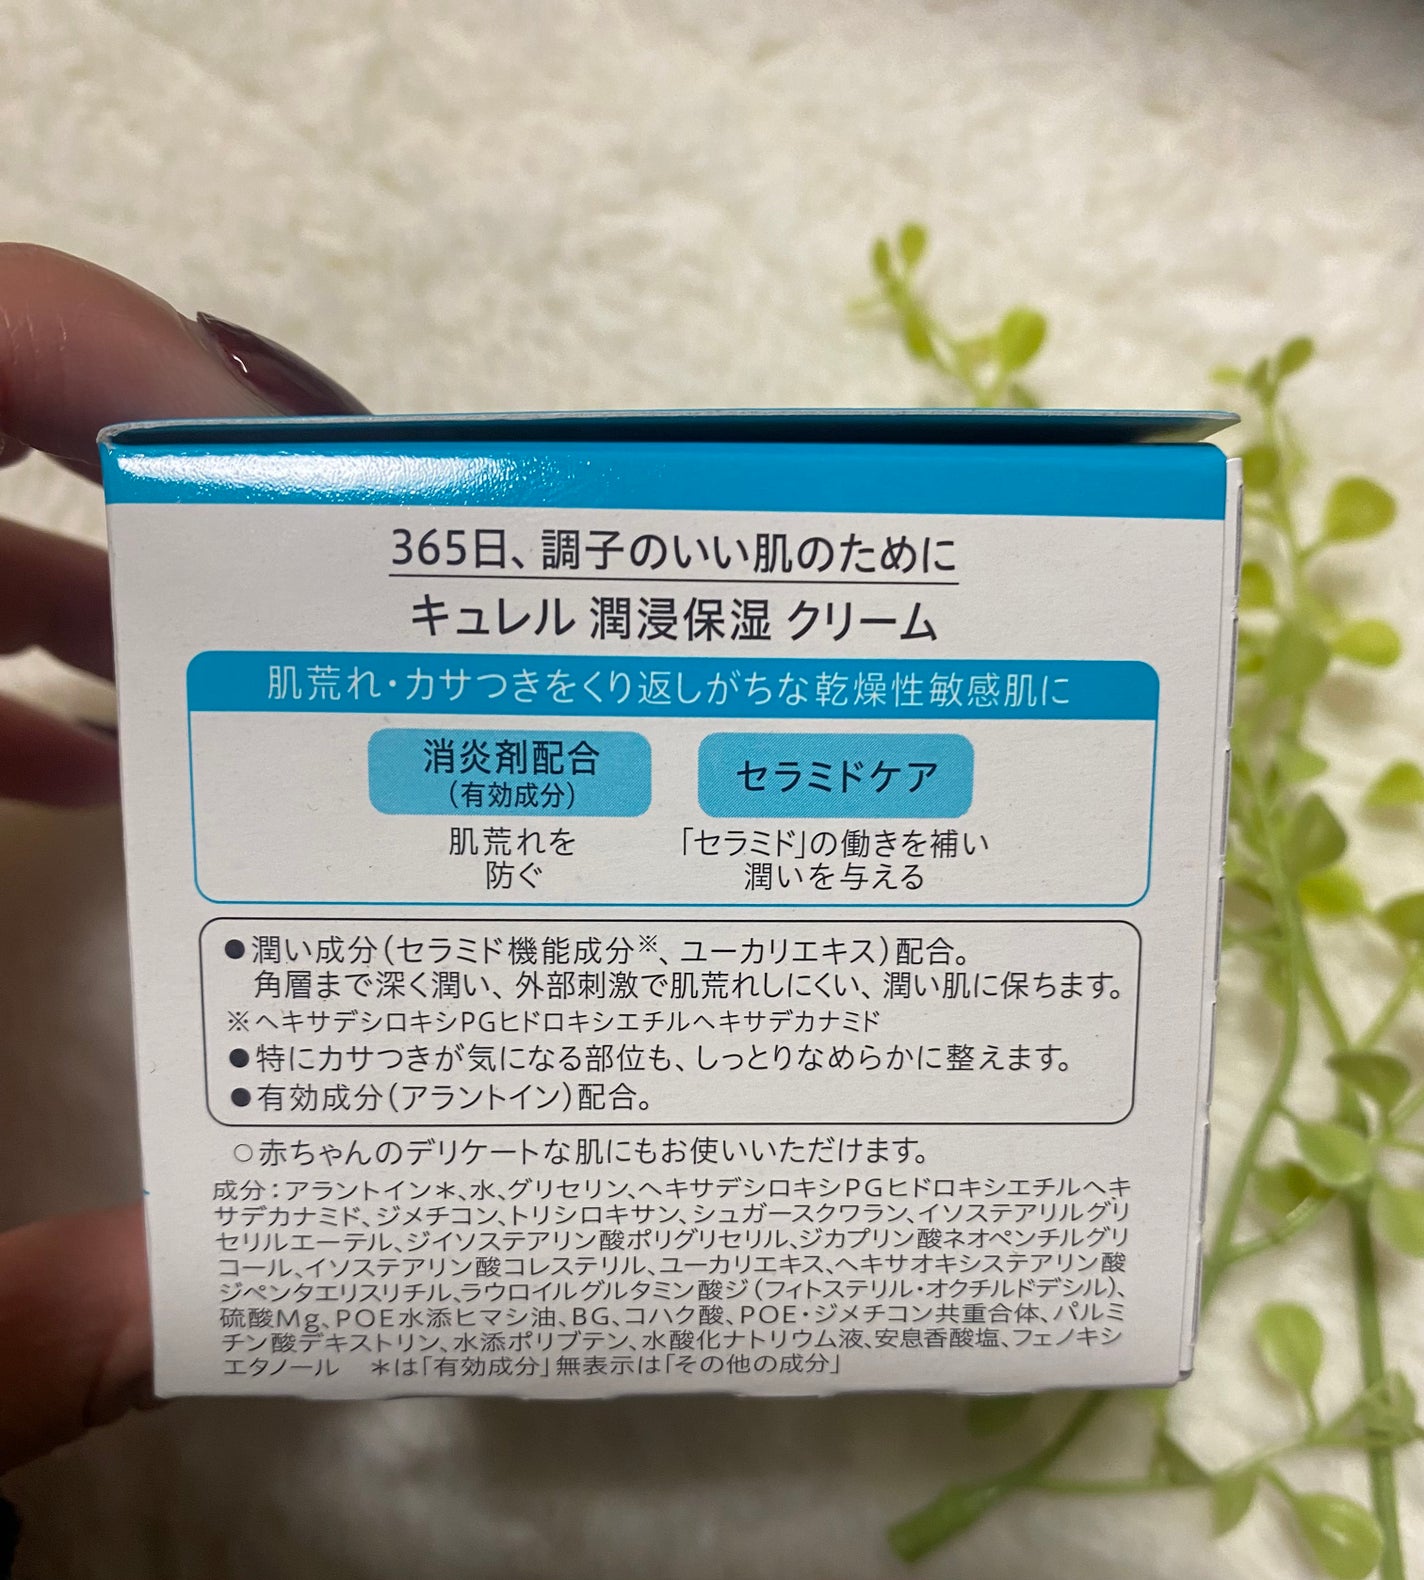 365日、調子のいい肌のために
キュレル 潤浸保湿 クリーム
肌荒れ・カサつきをくり返しがちな乾燥性敏感肌に
消炎剤配合
(有効成分)
セラミドケア
肌荒れを
防ぐ
「セラミド」の働きを補い
潤いを与える
●潤い成分(セラミド機能成分※、ユーカリエキス)配合。
角層まで深く潤い、外部刺激で肌荒れしにくい、潤い肌に保ちます。
※ヘキサデシロキシPGヒドロキシエチルヘキサデカナミド
●特にカサつきが気になる部位も、しっとりなめらかに整えます。
●有効成分(アラントイン)配合。
○赤ちゃんのデリケートな肌にもお使いいただけます。
成分:アラントイン*、水、グリセリン、ヘキサデシロキシPGヒドロキシエチルヘキ
サデカナミド、ジメチコン、トリシロキサン、シュガースクワラン、イソステアリルグリ
セリルエーテル、ジイソステアリン酸ポリグリセリル、ジカプリン酸ネオペンチルグリ
コール、イソステアリン酸コレステリル、ユーカリエキス、ヘキサオキシステアリン酸
ジペンタエリスリチル、ラウロイルグルタミン酸ジ(フィトステリル・オクチルドデシル)、
硫酸Mg、POE水添ヒマシ油、BG、コハク酸、POE・ジメチコン共重合体、パルミ
チン酸デキストリン、水添ポリブテン、水酸化ナトリウム液、安息香酸塩、フェノキシ
エタノール　*は「有効成分」無表示は「その他の成分」